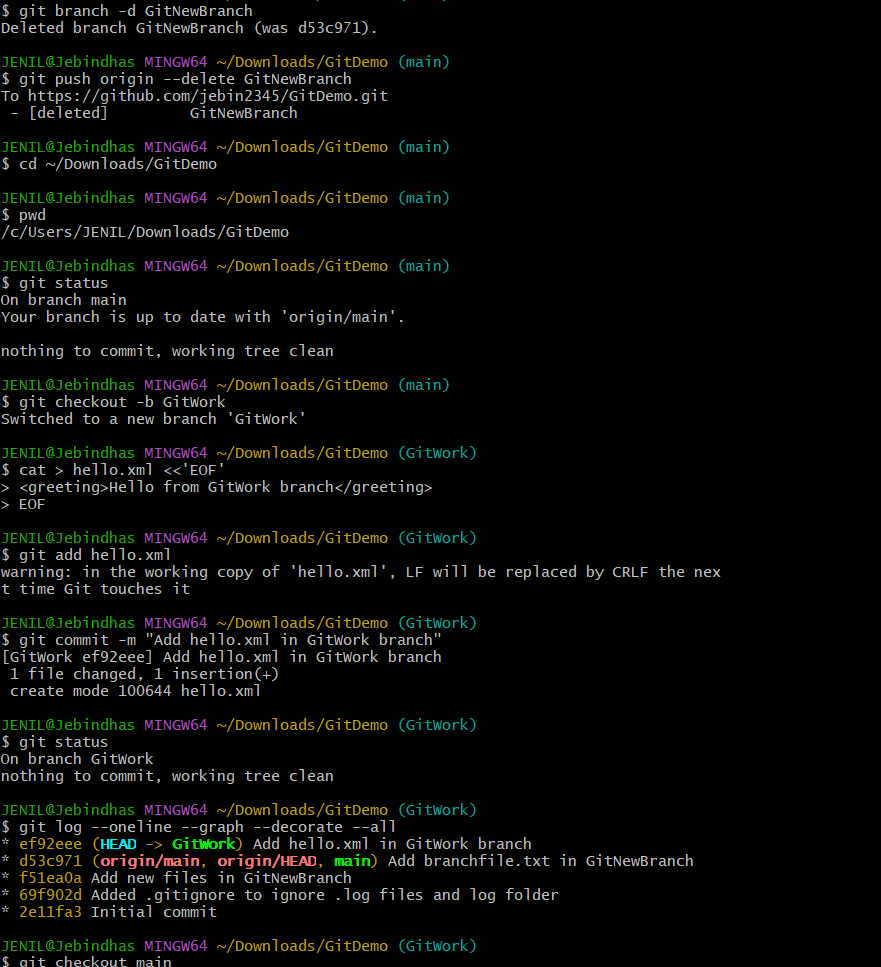 $ git branch -d GitNewBranch
Deleted branch GitNewBranch (was d53c971).
JENIL@Jebindhas MINGW64 ~/Downloads/GitDemo (main)
$ git push origin --delete GitNewBranch
To https://github.com/jebin2345/GitDemo.git
 - [deleted]         GitNewBranch
JENIL@Jebindhas MINGW64 ~/Downloads/GitDemo (main)
$ cd ~/Downloads/GitDemo
JENIL@Jebindhas MINGW64 ~/Downloads/GitDemo (main)
$ pwd
/c/Users/JENIL/Downloads/GitDemo
JENIL@Jebindhas MINGW64 ~/Downloads/GitDemo (main)
$ git status
On branch main
Your branch is up to date with 'origin/main'.
nothing to commit, working tree clean
JENIL@Jebindhas MINGW64 ~/Downloads/GitDemo (main)
$ git checkout -b GitWork
Switched to a new branch 'GitWork'
JENIL@Jebindhas MINGW64 ~/Downloads/GitDemo (GitWork)
$ cat > hello.xml <<'EOF'
> <greeting>Hello from GitWork branch</greeting>
> EOF
JENIL@Jebindhas MINGW64 ~/Downloads/GitDemo (GitWork)
$ git add hello.xml
warning: in the working copy of 'hello.xml', LF will be replaced by CRLF the nex
t time Git touches it
JENIL@Jebindhas MINGW64 ~/Downloads/GitDemo (GitWork)
$ git commit -m "Add hello.xml in GitWork branch"
[GitWork ef92eee] Add hello.xml in GitWork branch
 1 file changed, 1 insertion(+)
 create mode 100644 hello.xml
JENIL@Jebindhas MINGW64 ~/Downloads/GitDemo (GitWork)
$ git status
On branch GitWork
nothing to commit, working tree clean
JENIL@Jebindhas MINGW64 ~/Downloads/GitDemo (GitWork)
$ git log --oneline --graph --decorate --all
* ef92eee (HEAD -> GitWork) Add hello.xml in GitWork branch
* d53c971 (origin/main, origin/HEAD, main) Add branchfile.txt in GitNewBranch
* f51ea0a Add new files in GitNewBranch
* 69f902d Added .gitignore to ignore .log files and log folder
* 2e11fa3 Initial commit
JENIL@Jebindhas MINGW64 ~/Downloads/GitDemo (GitWork)
$ git checkout main